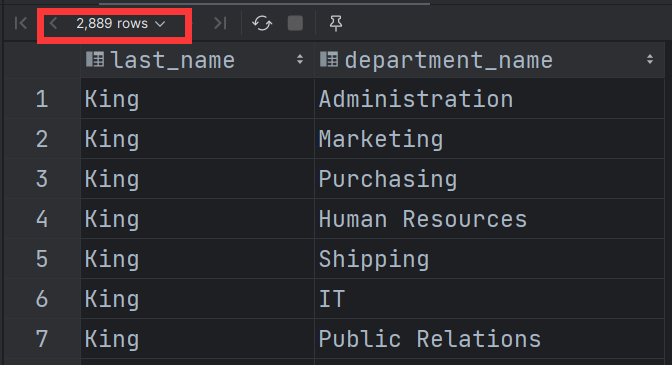 2,889 rows
last_name department_name
1 King Administration
2 King Marketing
3 King Purchasing
4 King Human Resources
5 King Shipping
6 King IT
7 King Public Relations